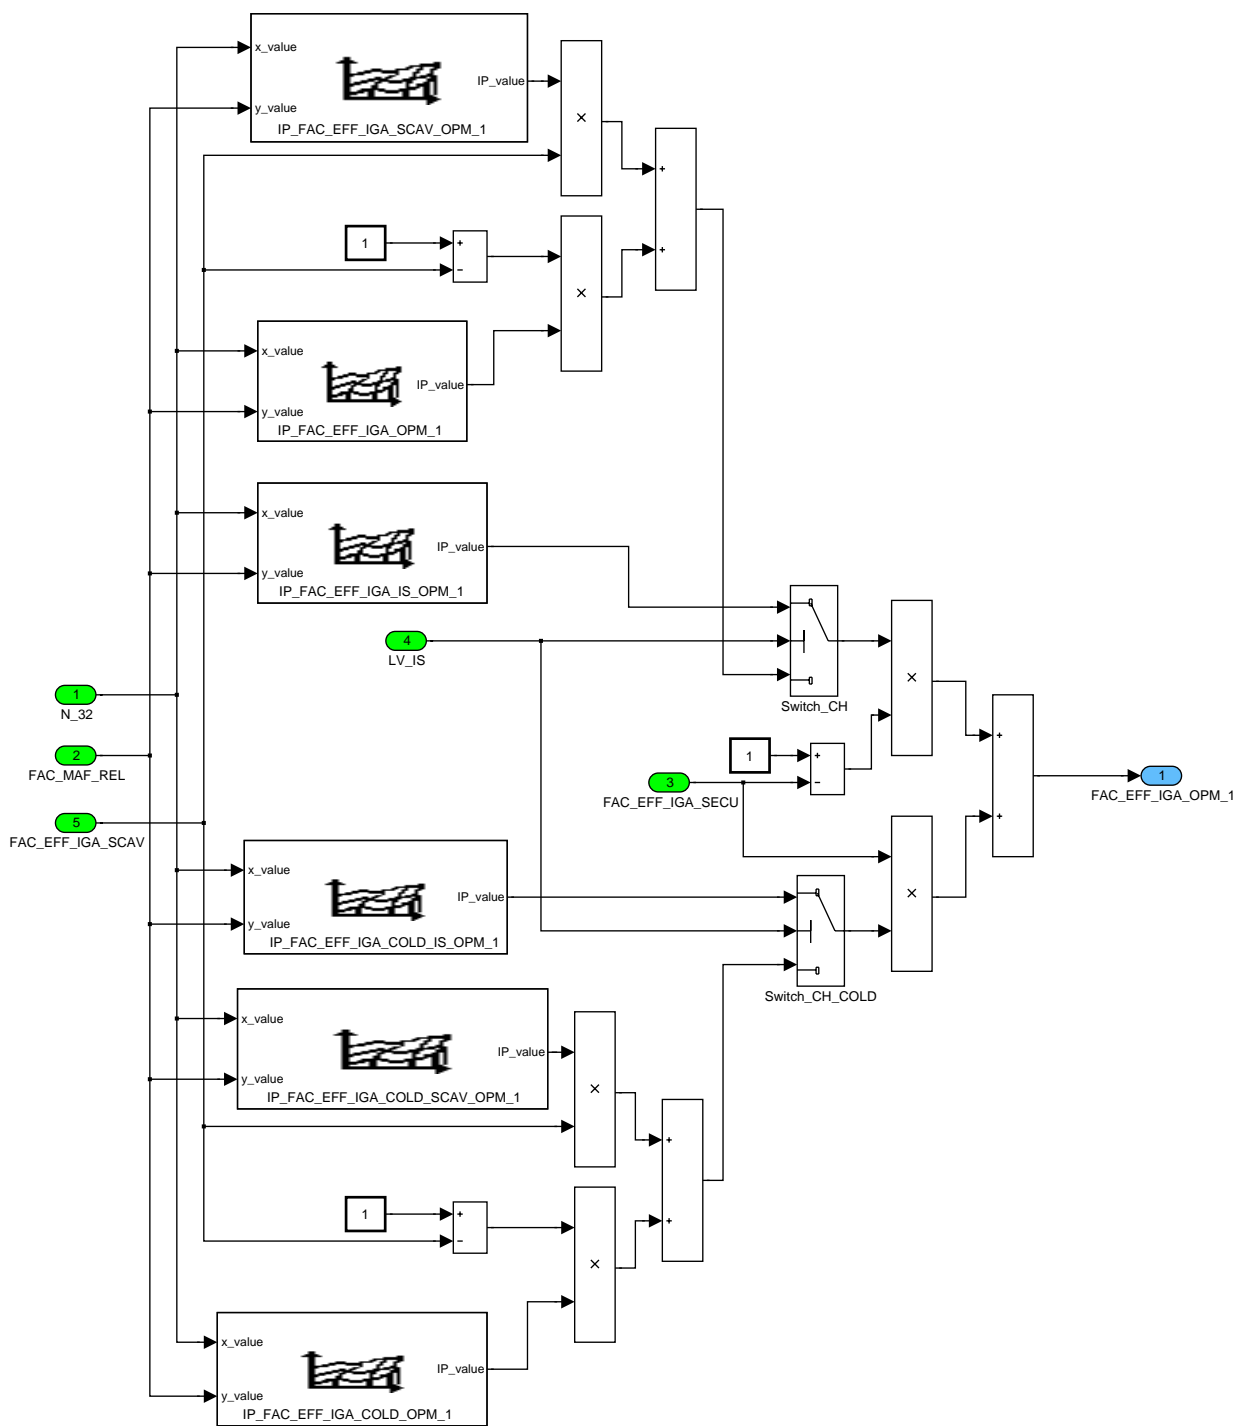 x_value
IP_value
y_value
IP_FAC_EFF_IGA_SCAV_OPM_1
×
+
+
1
+
−
×
x_value
IP_value
y_value
IP_FAC_EFF_IGA_OPM_1
x_value
IP_value
y_value
IP_FAC_EFF_IGA_IS_OPM_1
4
LV_IS
Switch_CH
×
1
N_32
2
FAC_MAF_REL
1
+
−
3
FAC_EFF_IGA_SECU
+
+
1
FAC_EFF_IGA_OPM_1
5
FAC_EFF_IGA_SCAV
x_value
IP_value
y_value
IP_FAC_EFF_IGA_COLD_IS_OPM_1
×
Switch_CH_COLD
x_value
IP_value
y_value
IP_FAC_EFF_IGA_COLD_SCAV_OPM_1
×
+
+
1
+
−
×
x_value
IP_value
y_value
IP_FAC_EFF_IGA_COLD_OPM_1